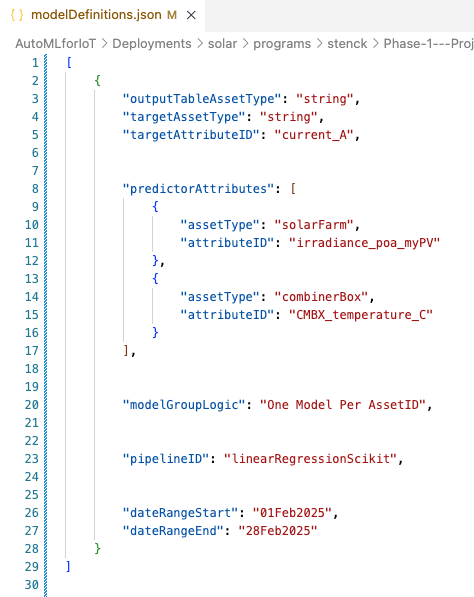 {} modelDefinitions.json M ×
AutoMLforIoT > Deployments > solar > programs > stenck > Phase-1---Proj
1 [
2 {
3 "outputTableAssetType": "string",
4 "targetAssetType": "string",
5 "targetAttributeID": "current_A",
6
7
8 "predictorAttributes": [
9 {
10 "assetType": "solarFarm",
11 "attributeID": "irradiance_poa_myPV"
12 },
13 {
14 "assetType": "combinerBox",
15 "attributeID": "CMBX_temperature_C"
16 }
17 ],
18
19
20 "modelGroupLogic": "One Model Per AssetID",
21
22
23 "pipelineID": "linearRegressionScikit",
24
25
26 "dateRangeStart": "01Feb2025",
27 "dateRangeEnd": "28Feb2025"
28 }
29 ]
30